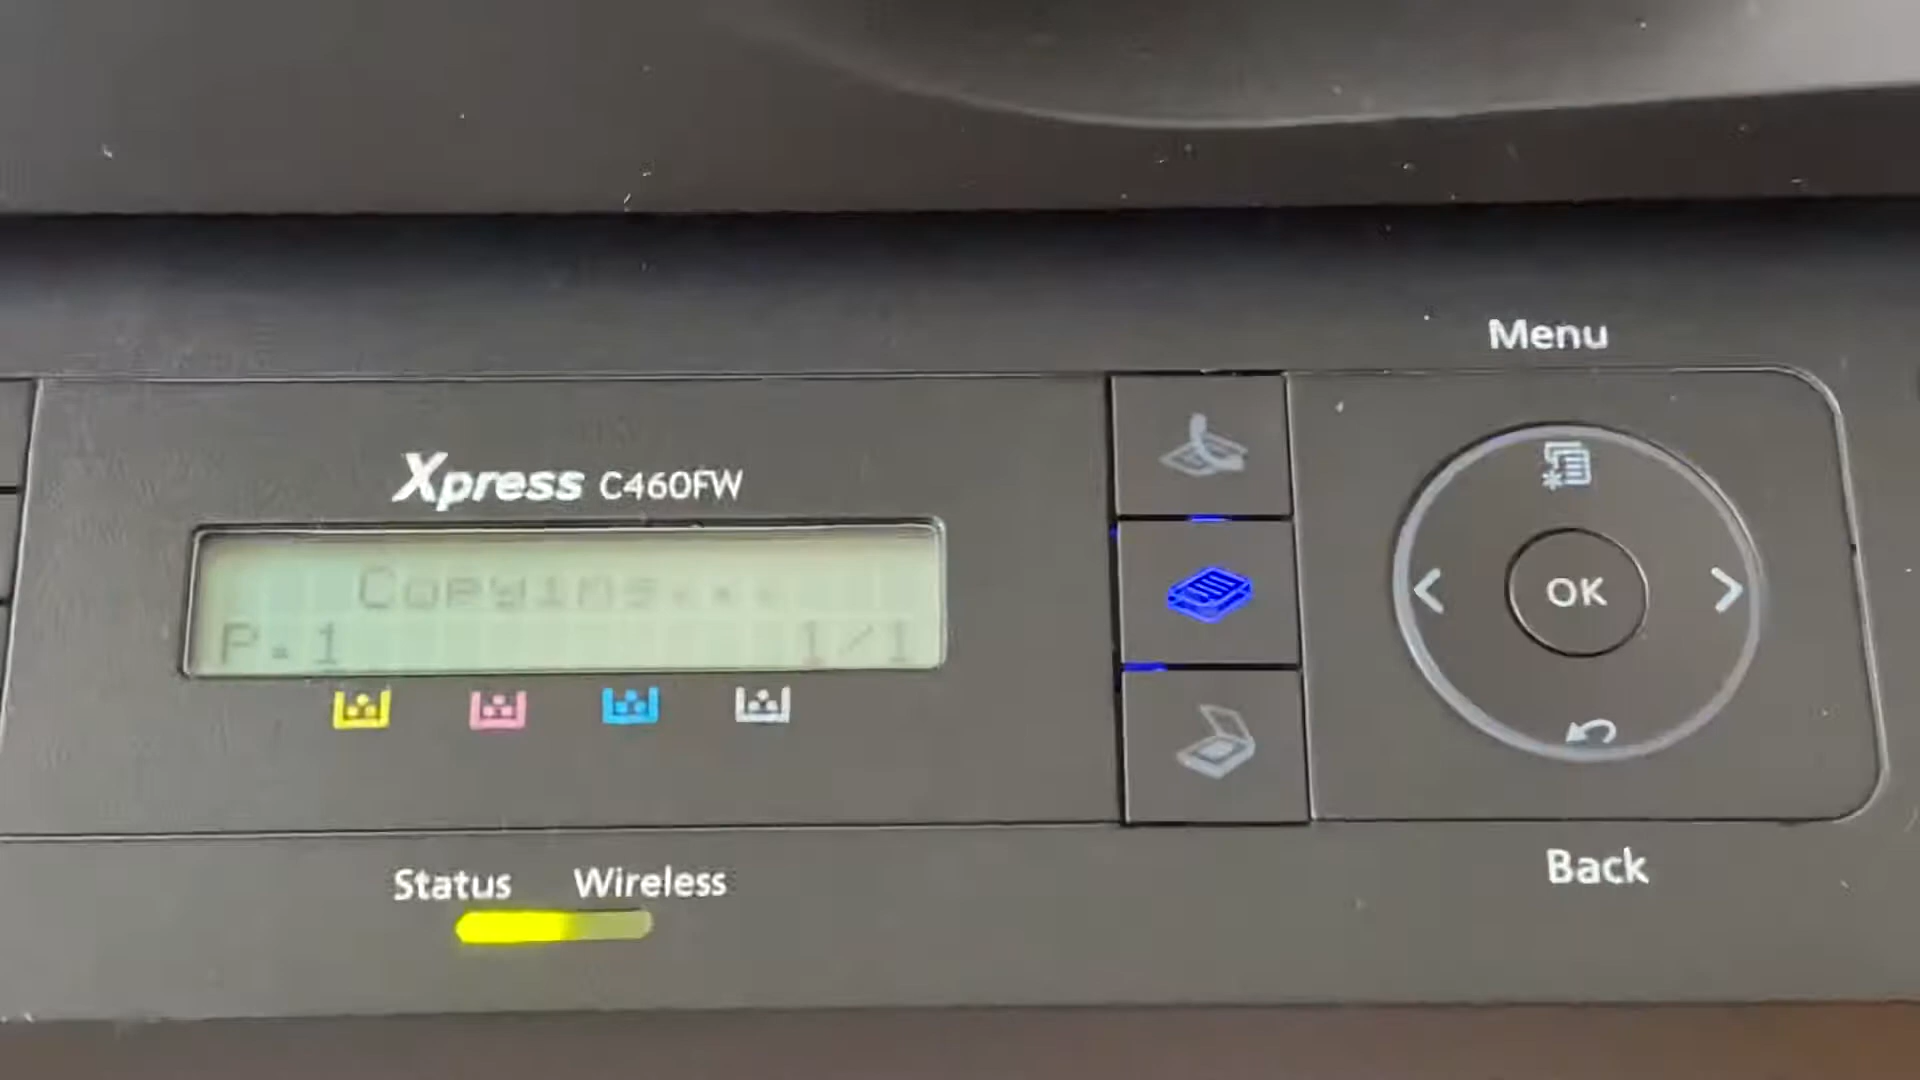 Menu
Xpress C460FW
Copying...
P.1 1/1
OK
Status Wireless
Back